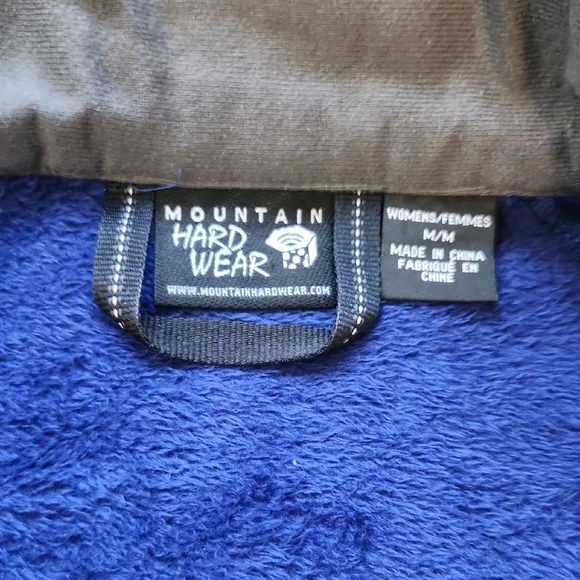 MOUNTAIN
HARD
WEAR
WWW.MOUNTAINHARDWEAR.COM
WOMENS/FEMMES
M/M
MADE IN CHINA
FABRIQUÉ EN
CHINE